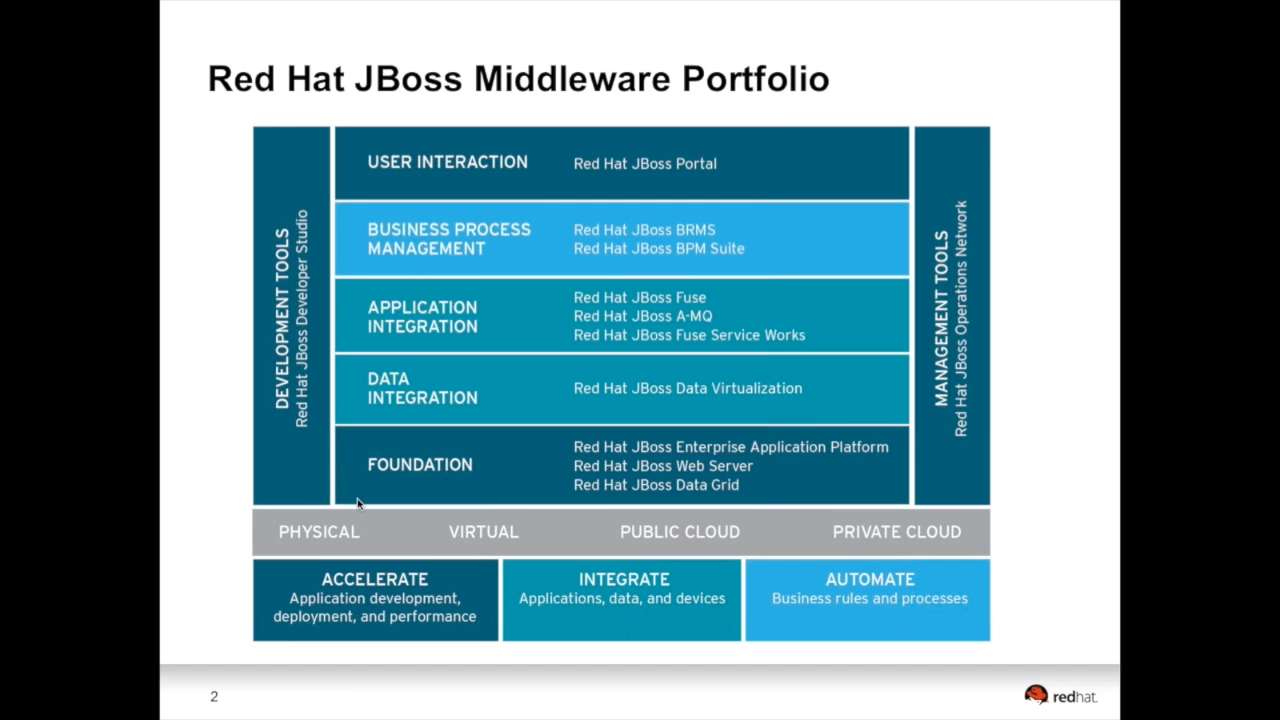 Red Hat JBoss Middleware Portfolio
DEVELOPMENT TOOLS
Red Hat JBoss Developer Studio
USER INTERACTION
Red Hat JBoss Portal
BUSINESS PROCESS
MANAGEMENT
Red Hat JBoss BRMS
Red Hat JBoss BPM Suite
APPLICATION
INTEGRATION
Red Hat JBoss Fuse
Red Hat JBoss A-MQ
Red Hat JBoss Fuse Service Works
DATA
INTEGRATION
Red Hat JBoss Data Virtualization
FOUNDATION
Red Hat JBoss Enterprise Application Platform
Red Hat JBoss Web Server
Red Hat JBoss Data Grid
MANAGEMENT TOOLS
Red Hat JBoss Operations Network
PHYSICAL VIRTUAL PUBLIC CLOUD PRIVATE CLOUD
ACCELERATE
Application development,
deployment, and performance
INTEGRATE
Applications, data, and devices
AUTOMATE
Business rules and processes
2
redhat.